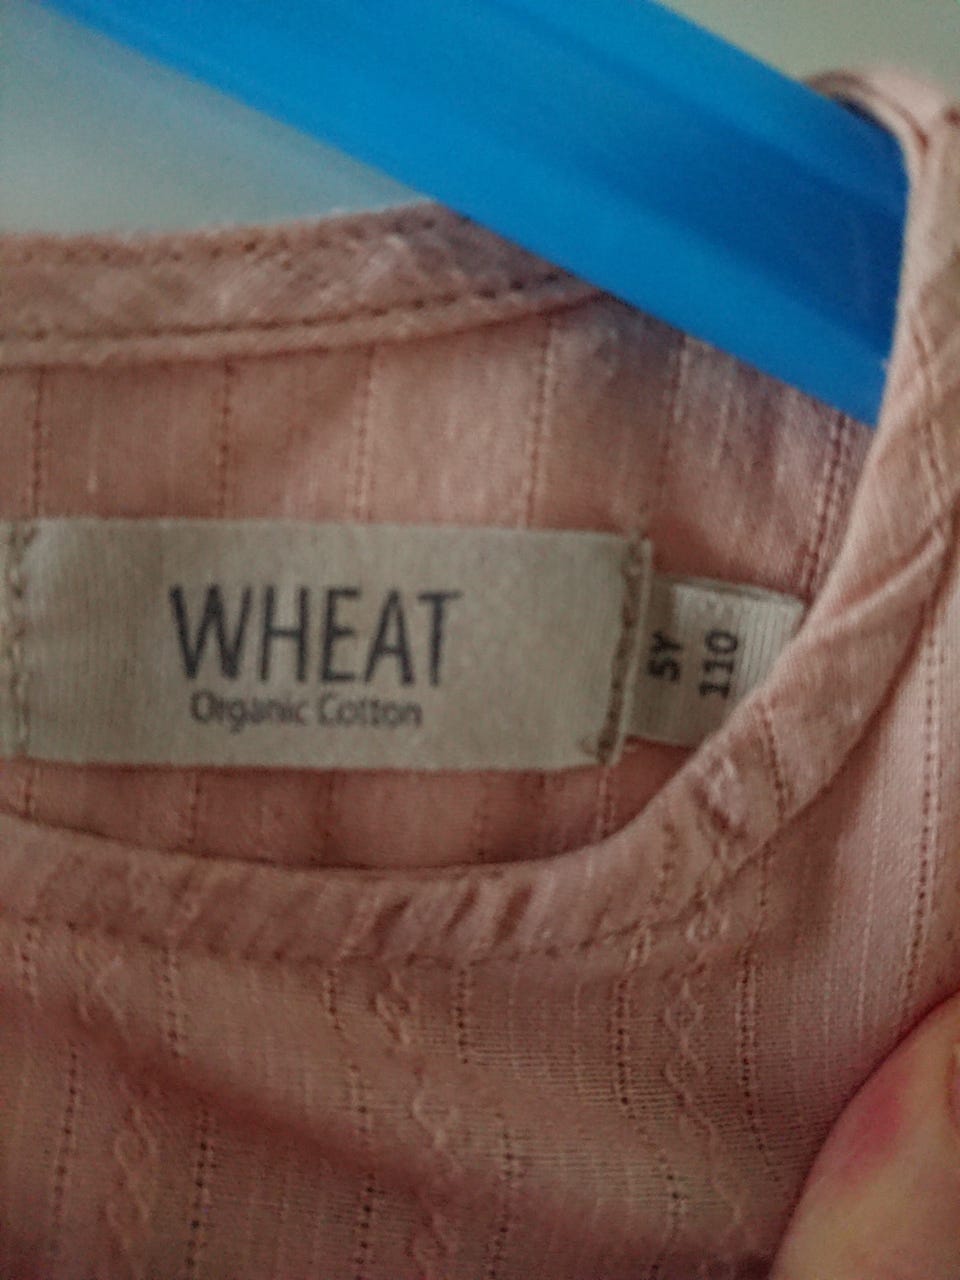 WHEAT
Organic Cotton
5Y
110